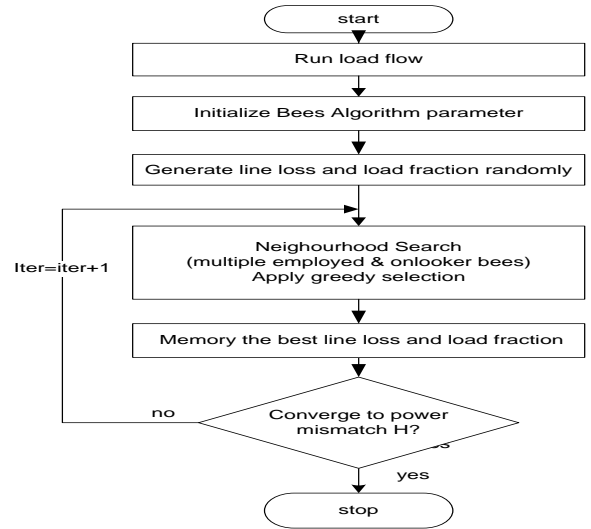 start
Run load flow
Initialize Bees Algorithm parameter
Generate line loss and load fraction randomly
Neighourhood Search
(multiple employed & onlooker bees)
Apply greedy selection
Iter=iter+1
Memory the best line loss and load fraction
Converge to power
mismatch H?
no
yes
stop